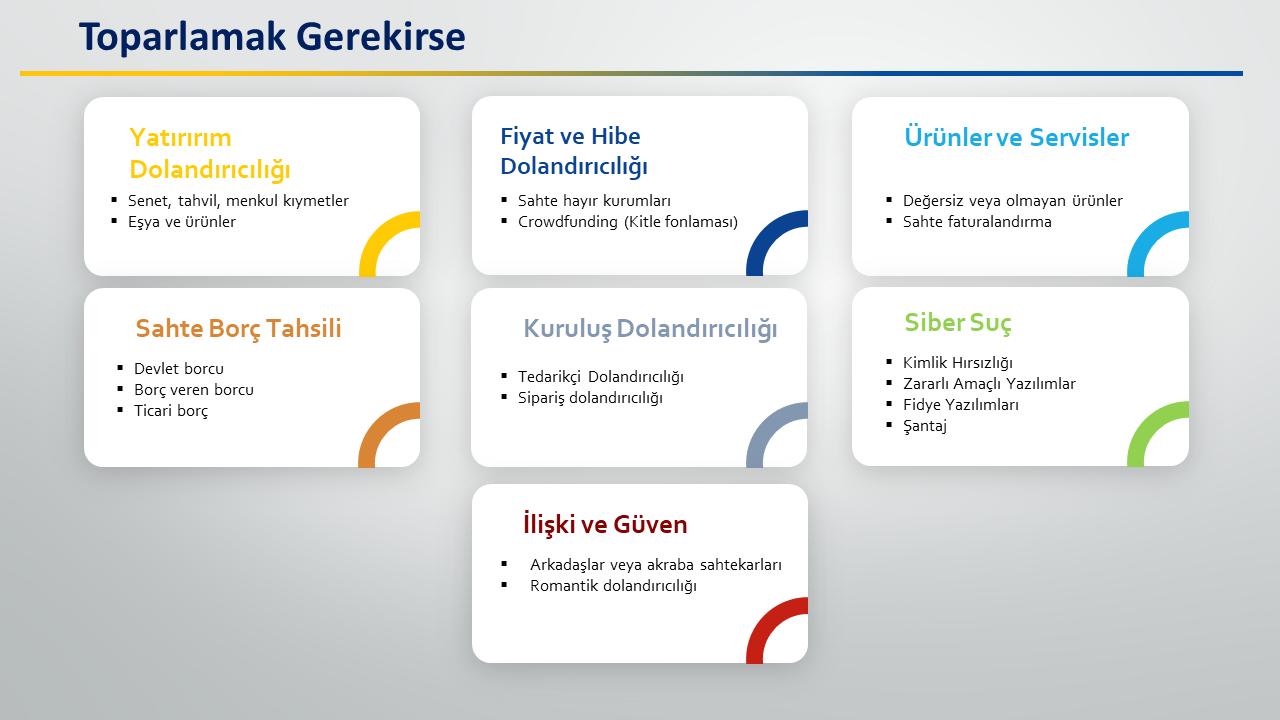 Toparlamak Gerekirse
Yatırırım
Dolandırıcılığı
▪ Senet, tahvil, menkul kıymetler
▪ Eşya ve ürünler
Fiyat ve Hibe
Dolandırıcılığı
▪ Sahte hayır kurumları
▪ Crowdfunding (Kitle fonlaması)
Ürünler ve Servisler
▪ Değersiz veya olmayan ürünler
▪ Sahte faturalandırma
Sahte Borç Tahsili
▪ Devlet borcu
▪ Borç veren borcu
▪ Ticari borç
Kuruluş Dolandırıcılığı
▪ Tedarikçi Dolandırıcılığı
▪ Sipariş dolandırıcılığı
Siber Suç
▪ Kimlik Hırsızlığı
▪ Zararlı Amaçlı Yazılımlar
▪ Fidye Yazılımları
▪ Şantaj
İlişki ve Güven
▪ Arkadaşlar veya akraba sahtekarları
▪ Romantik dolandırıcılığı